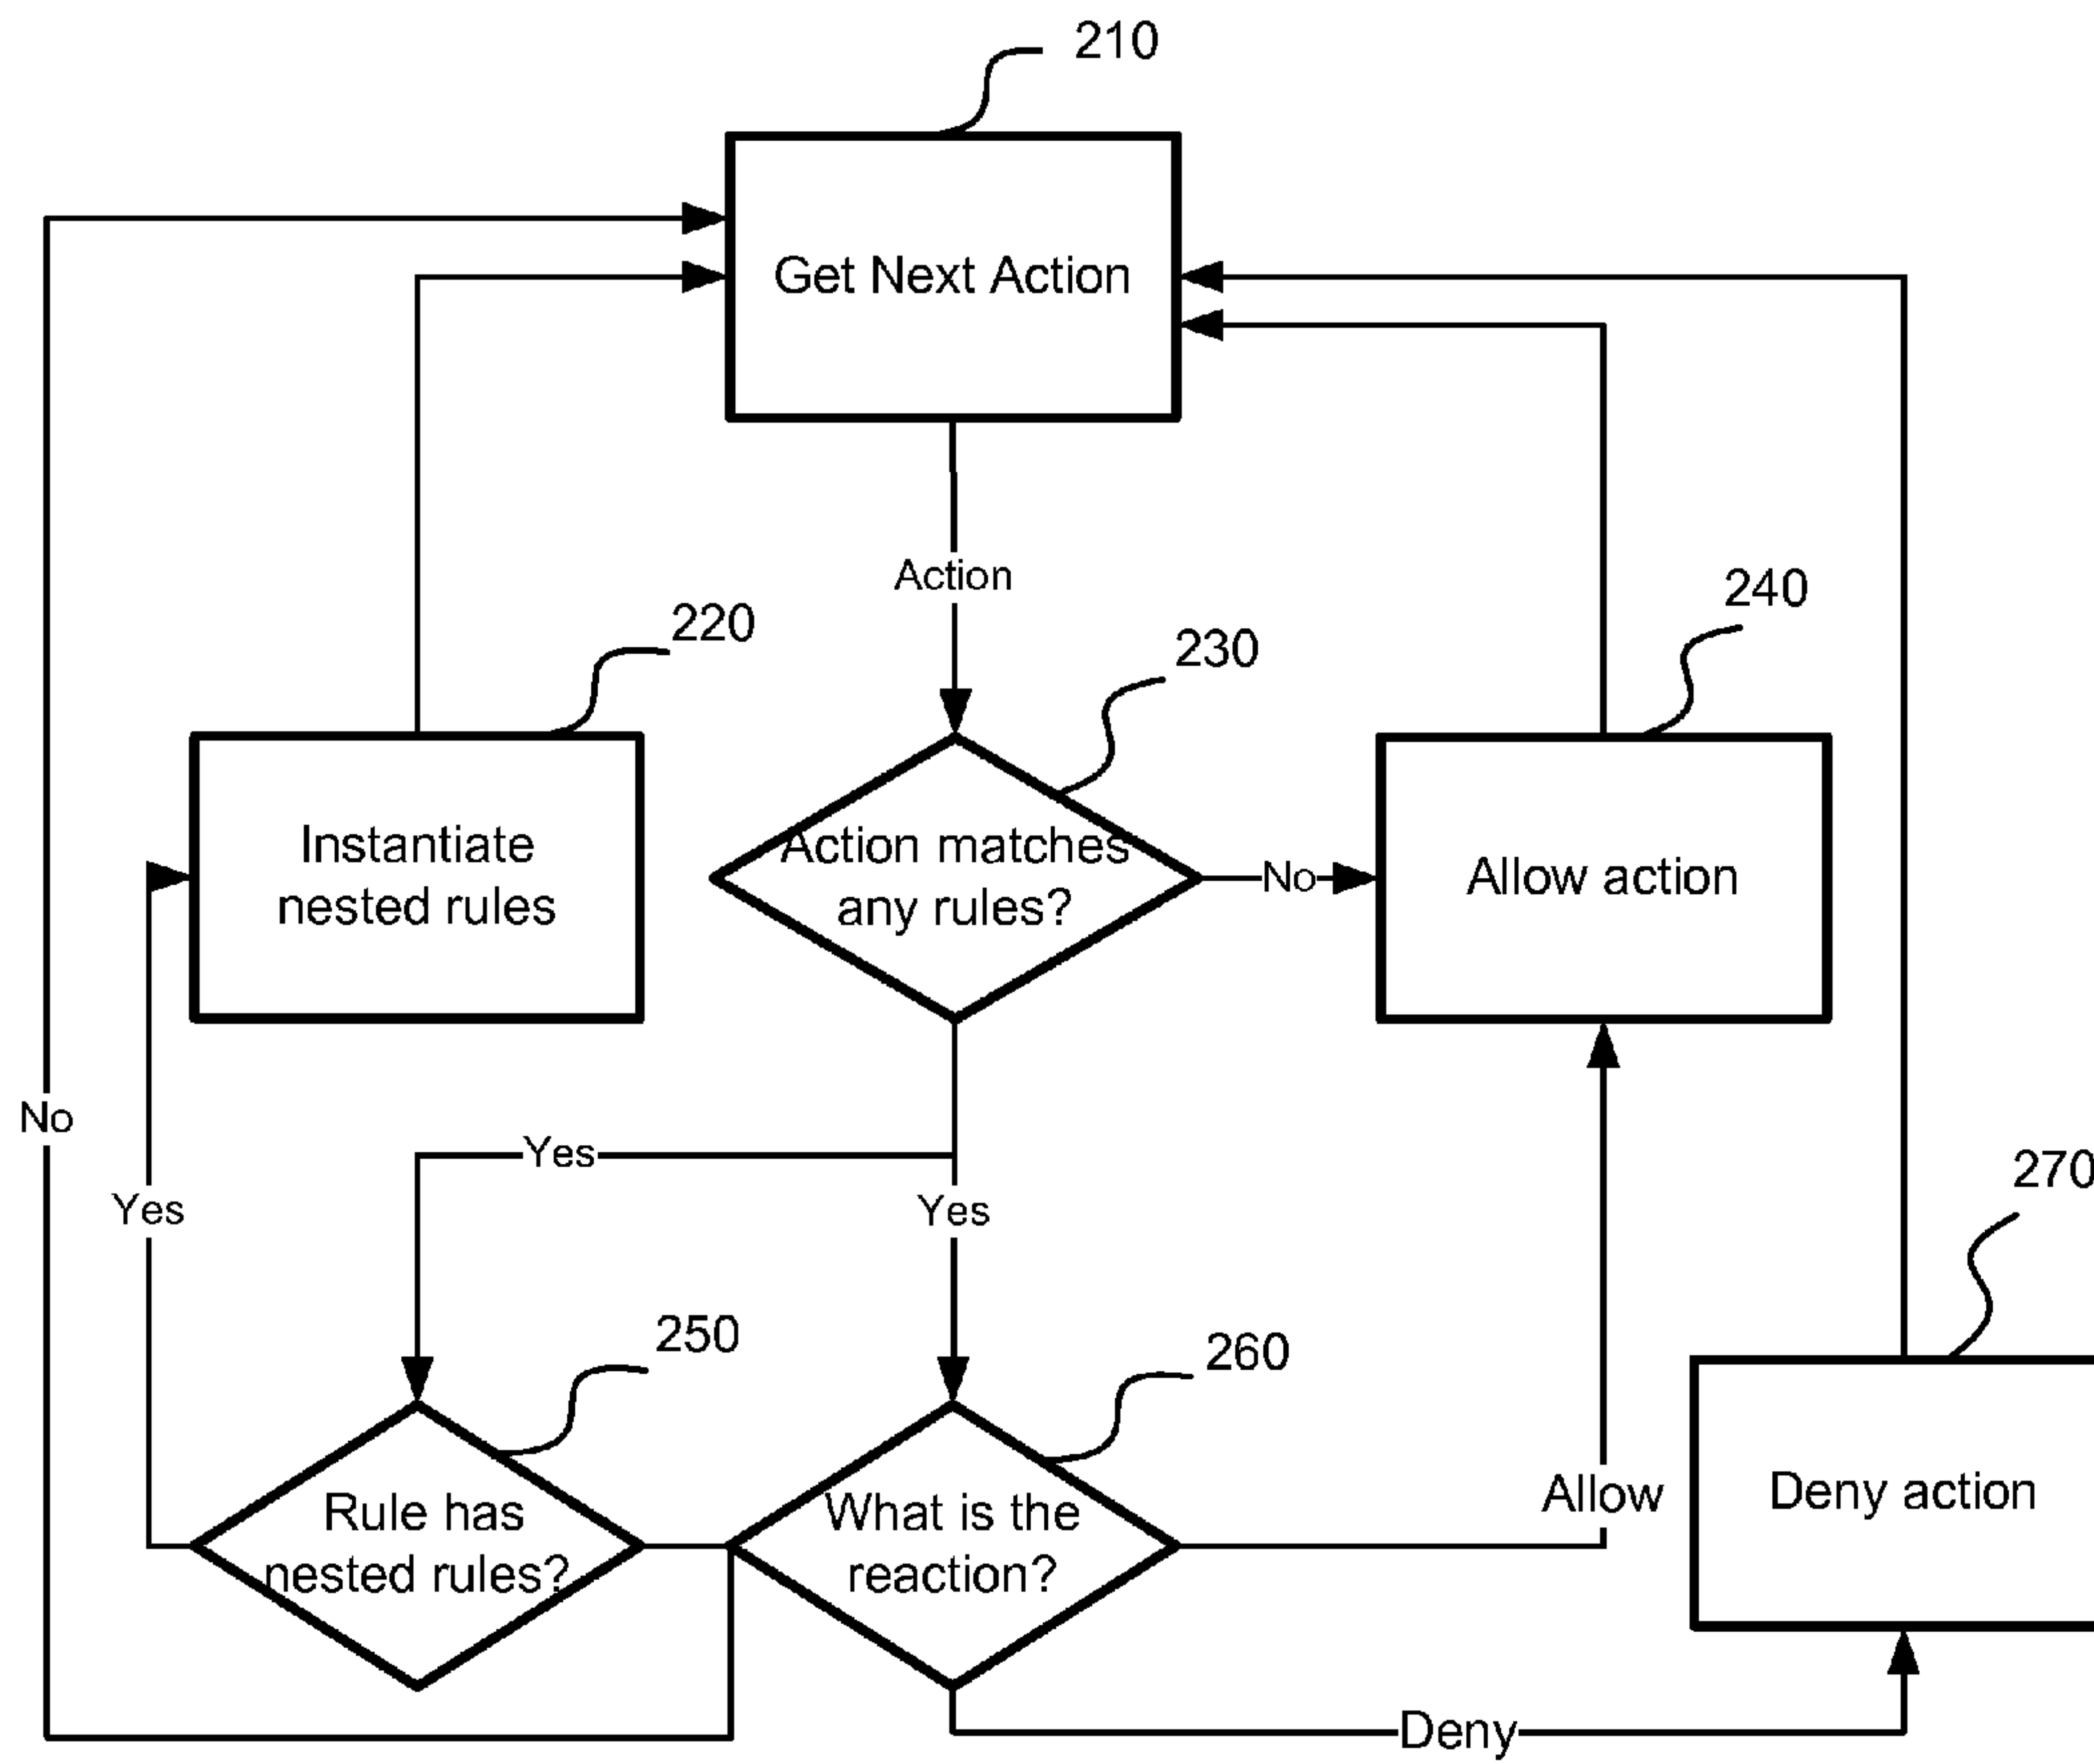 210
Get Next Action
Action
220
230
240
Instantiate
nested rules
Action matches
any rules?
No
Allow action
No
Yes
Yes
Yes
270
250
260
Rule has
nested rules?
What is the
reaction?
Allow
Deny action
Deny